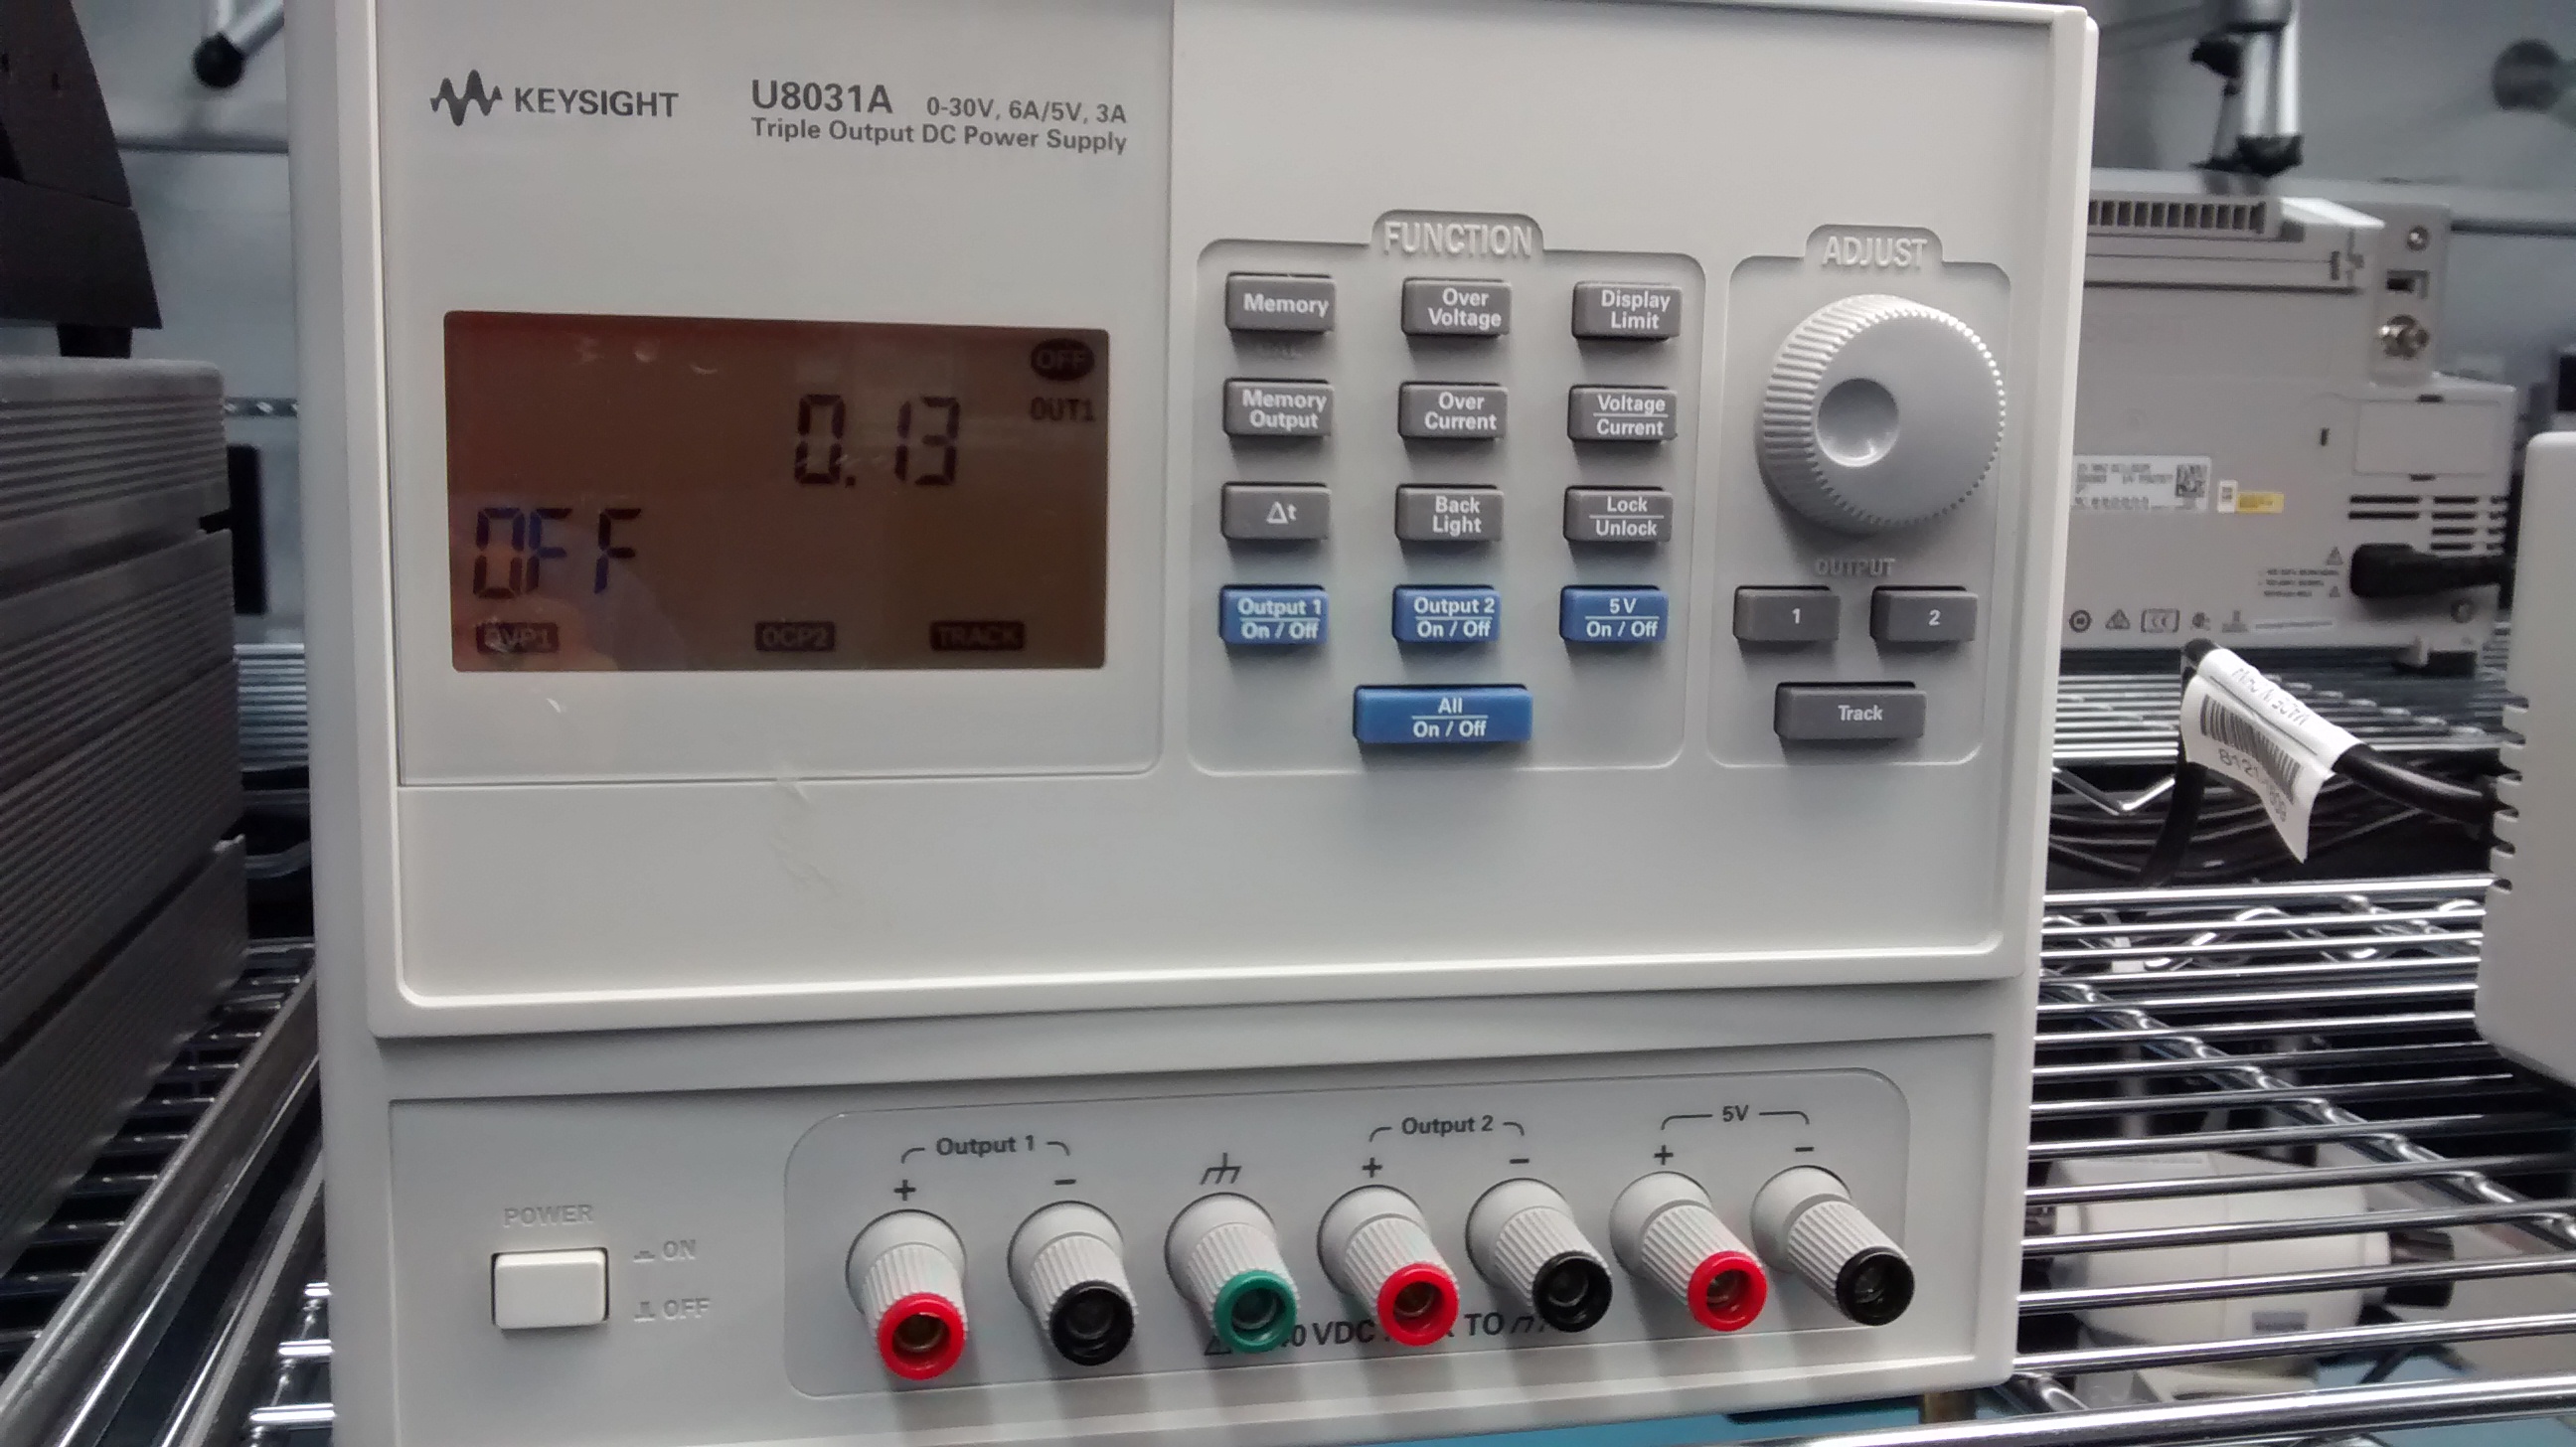 KEYSIGHT
U8031A 0-30V, 6A/5V, 3A
Triple Output DC Power Supply
OFF
OUT1
0.13
OFF
OVP1 OCP2 TRACK
FUNCTION
Memory
Over Voltage
Display Limit
Memory Output
Over Current
Voltage Current
Δt
Back Light
Lock Unlock
Output 1 On / Off
Output 2 On / Off
5V On / Off
All On / Off
ADJUST
OUTPUT
1 2
Track
POWER
ON
OFF
Output 1
+ −
Output 2
+ −
5V
+ −
VDC TO